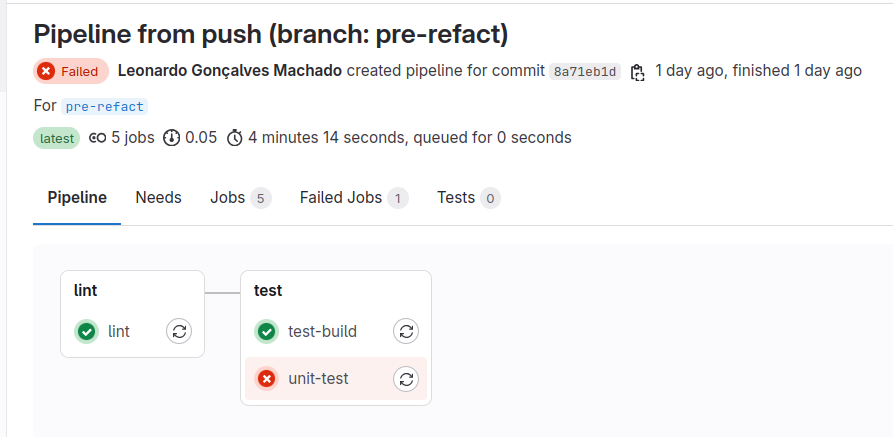 Pipeline from push (branch: pre-refact)
Failed Leonardo Gonçalves Machado created pipeline for commit 8a71eb1d 1 day ago, finished 1 day ago
For pre-refact
latest 5 jobs 0.05 4 minutes 14 seconds, queued for 0 seconds
Pipeline Needs Jobs 5 Failed Jobs 1 Tests 0
lint test
lint test-build
unit-test